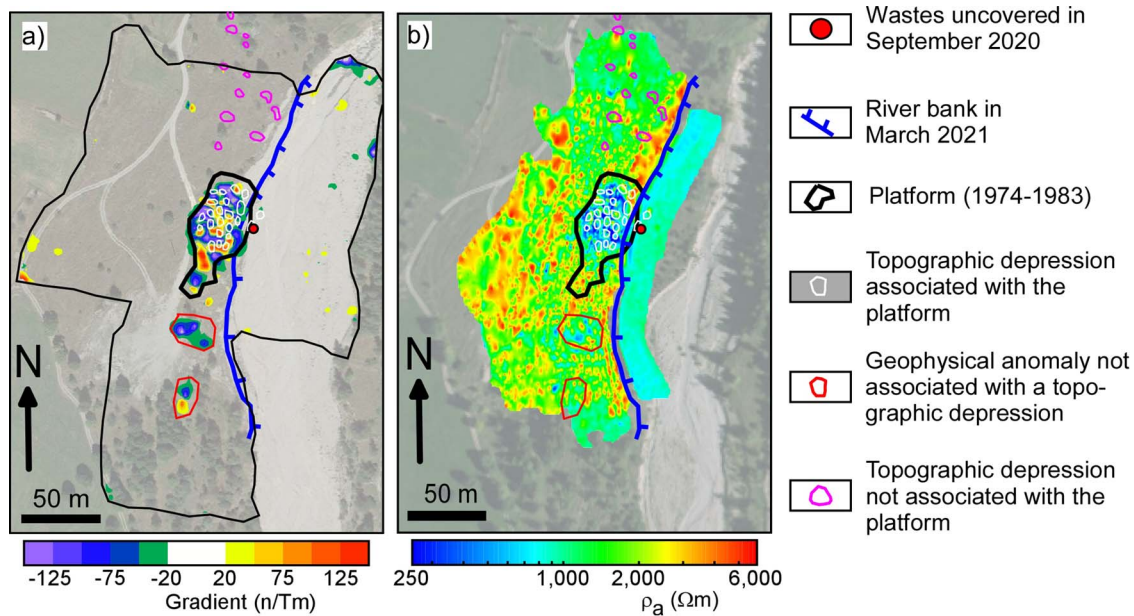 a)
N
50 m
-125
-75
-20
20
75
125
Gradient (n/Tm)
b)
N
50 m
250
1,000
2,000
6,000
ρa (Ωm)
Wastes uncovered in
September 2020
River bank in
March 2021
Platform (1974-1983)
Topographic depression
associated with the
platform
Geophysical anomaly not
associated with a topo-
graphic depression
Topographic depression
not associated with the
platform